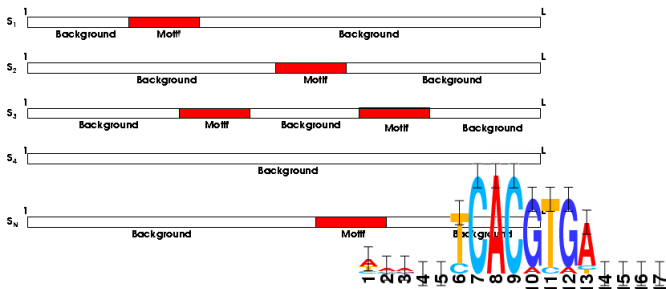 1 L
S1
Background Motif Background
1 L
S2
Background Motif Background
1 L
S3
Background Motif Background Motif Background
1 L
S4
Background
1 L
SN
Background Motif Background
TCACGTGA
1 2 3 4 5 6 7 8 9 10 11 12 13 14 15 16 17